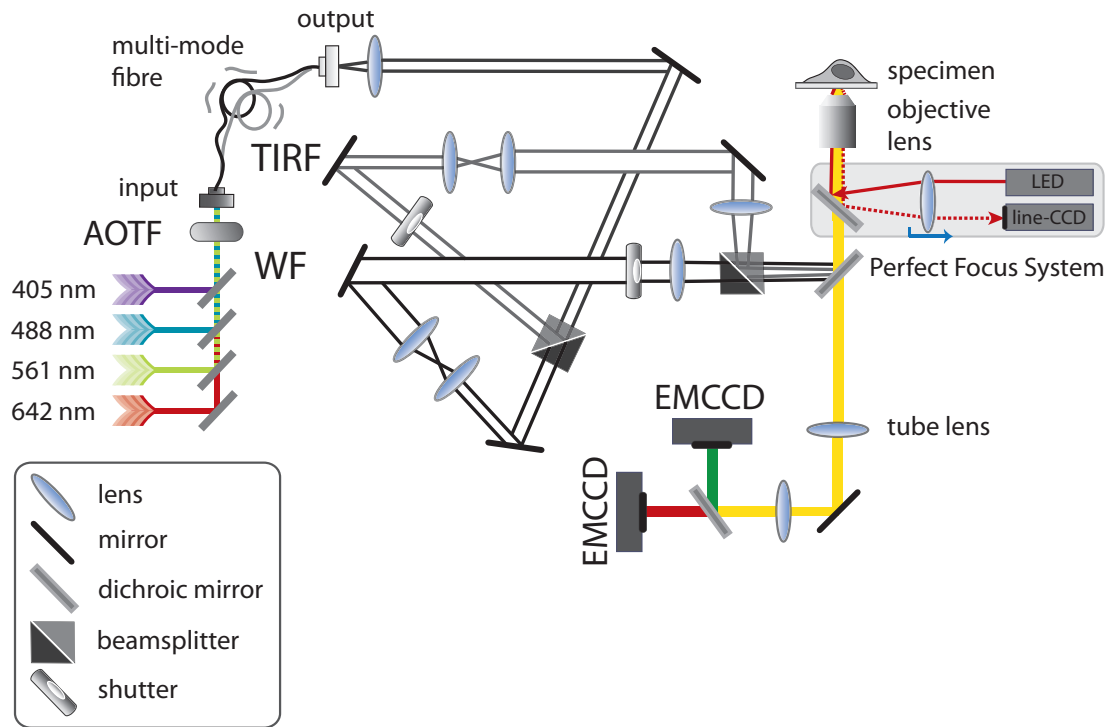 output
multi-mode
fibre
specimen
objective
lens
TIRF
input
LED
line-CCD
AOTF
WF
Perfect Focus System
405 nm
488 nm
561 nm
642 nm
EMCCD
tube lens
EMCCD
lens
mirror
dichroic mirror
beamsplitter
shutter